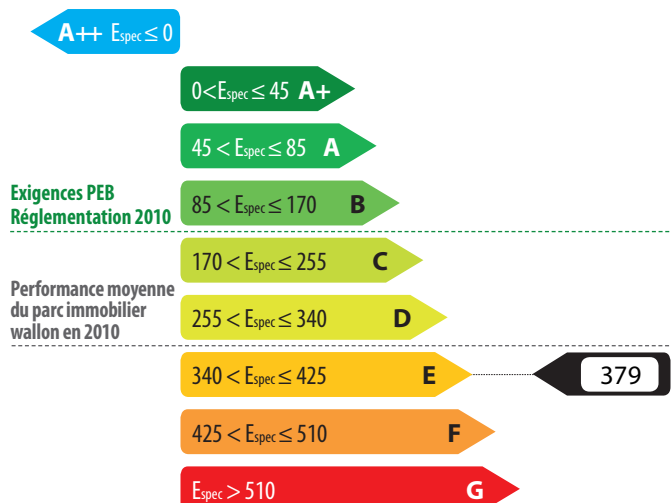 A++ Espec ≤ 0
0<Espec ≤ 45 A+
45 < Espec ≤ 85 A
Exigences PEB
Réglementation 2010
85 < Espec ≤ 170 B
170 < Espec ≤ 255 C
Performance moyenne
du parc immobilier
wallon en 2010
255 < Espec ≤ 340 D
340 < Espec ≤ 425 E
379
425 < Espec ≤ 510 F
Espec > 510 G